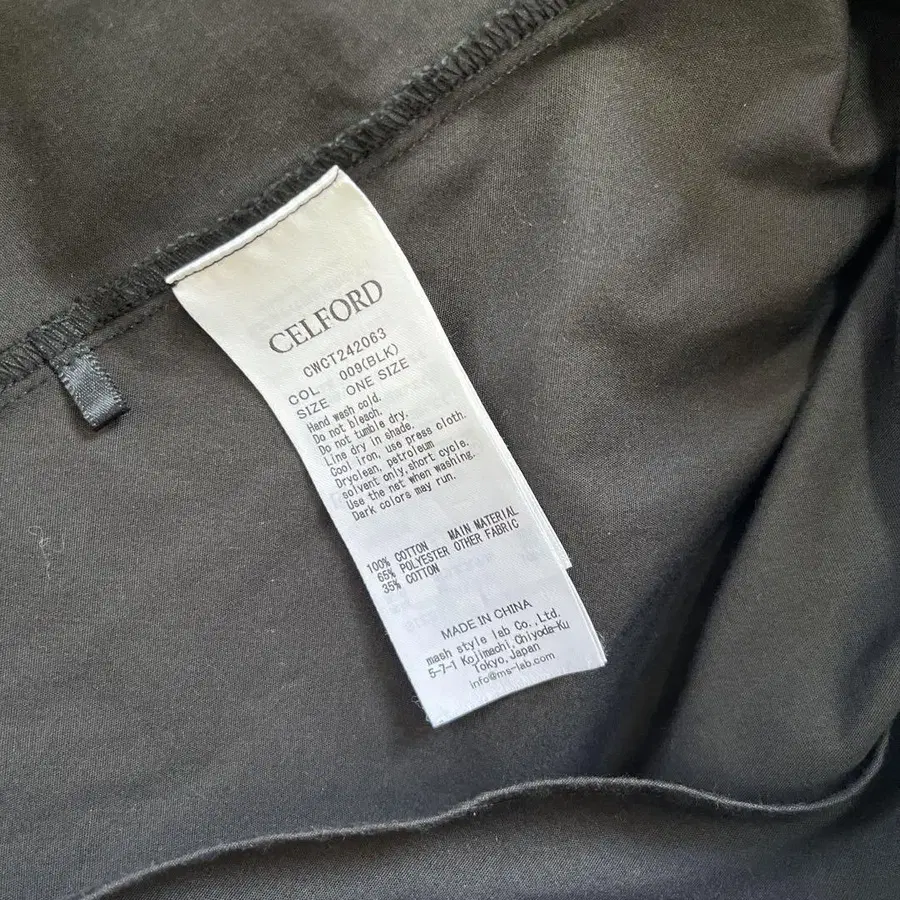 CELFORD
CWCT242063
COL 009(BLK)
SIZE ONE SIZE
Hand wash cold.
Do not bleach.
Do not tumble dry.
Line dry in shade.
Cool iron, use press cloth.
Dryclean, petroleum
solvent only,short cycle.
Use the net when washing.
Dark colors may run.
100% COTTON MAIN MATERIAL
65% POLYESTER OTHER FABRIC
35% COTTON
MADE IN CHINA
mash style lab Co.,Ltd.
5-7-1 Kojimachi,Chiyoda-Ku
Tokyo,Japan
info@ms-lab.com